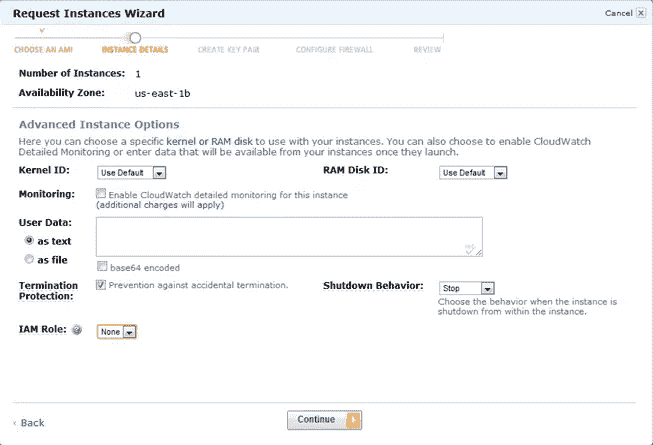 Request Instances Wizard
Cancel
CHOOSE AN AMI
INSTANCE DETAILS
CREATE KEY PAIR
CONFIGURE FIREWALL
REVIEW
Number of Instances: 1
Availability Zone: us-east-1b
Advanced Instance Options
Here you can choose a specific kernel or RAM disk to use with your instances. You can also choose to enable CloudWatch
Detailed Monitoring or enter data that will be available from your instances once they launch.
Kernel ID: Use Default
RAM Disk ID: Use Default
Monitoring: Enable CloudWatch detailed monitoring for this instance
(additional charges will apply)
User Data:
as text
as file
base64 encoded
Termination Protection: Prevention against accidental termination.
Shutdown Behavior: Stop
Choose the behavior when the instance is
shutdown from within the instance.
IAM Role: None
Back
Continue